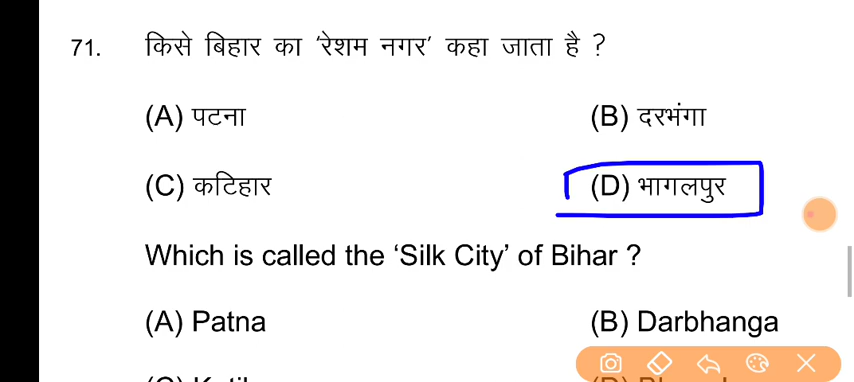 71. किसे बिहार का ‘रेशम नगर’ कहा जाता है ?
(A) पटना (B) दरभंगा
(C) कटिहार (D) भागलपुर
Which is called the ‘Silk City’ of Bihar ?
(A) Patna (B) Darbhanga